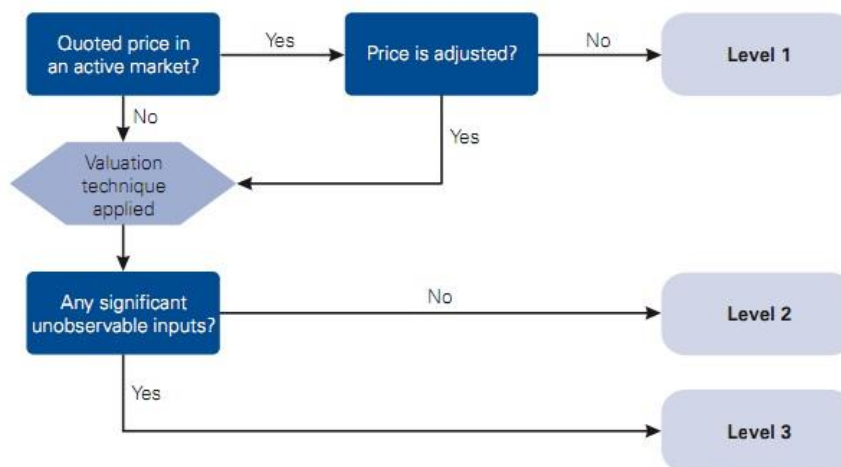 Quoted price in
an active market?
Yes
Price is adjusted?
No
Level 1
No
Yes
Valuation
technique
applied
Any significant
unobservable inputs?
No
Level 2
Yes
Level 3